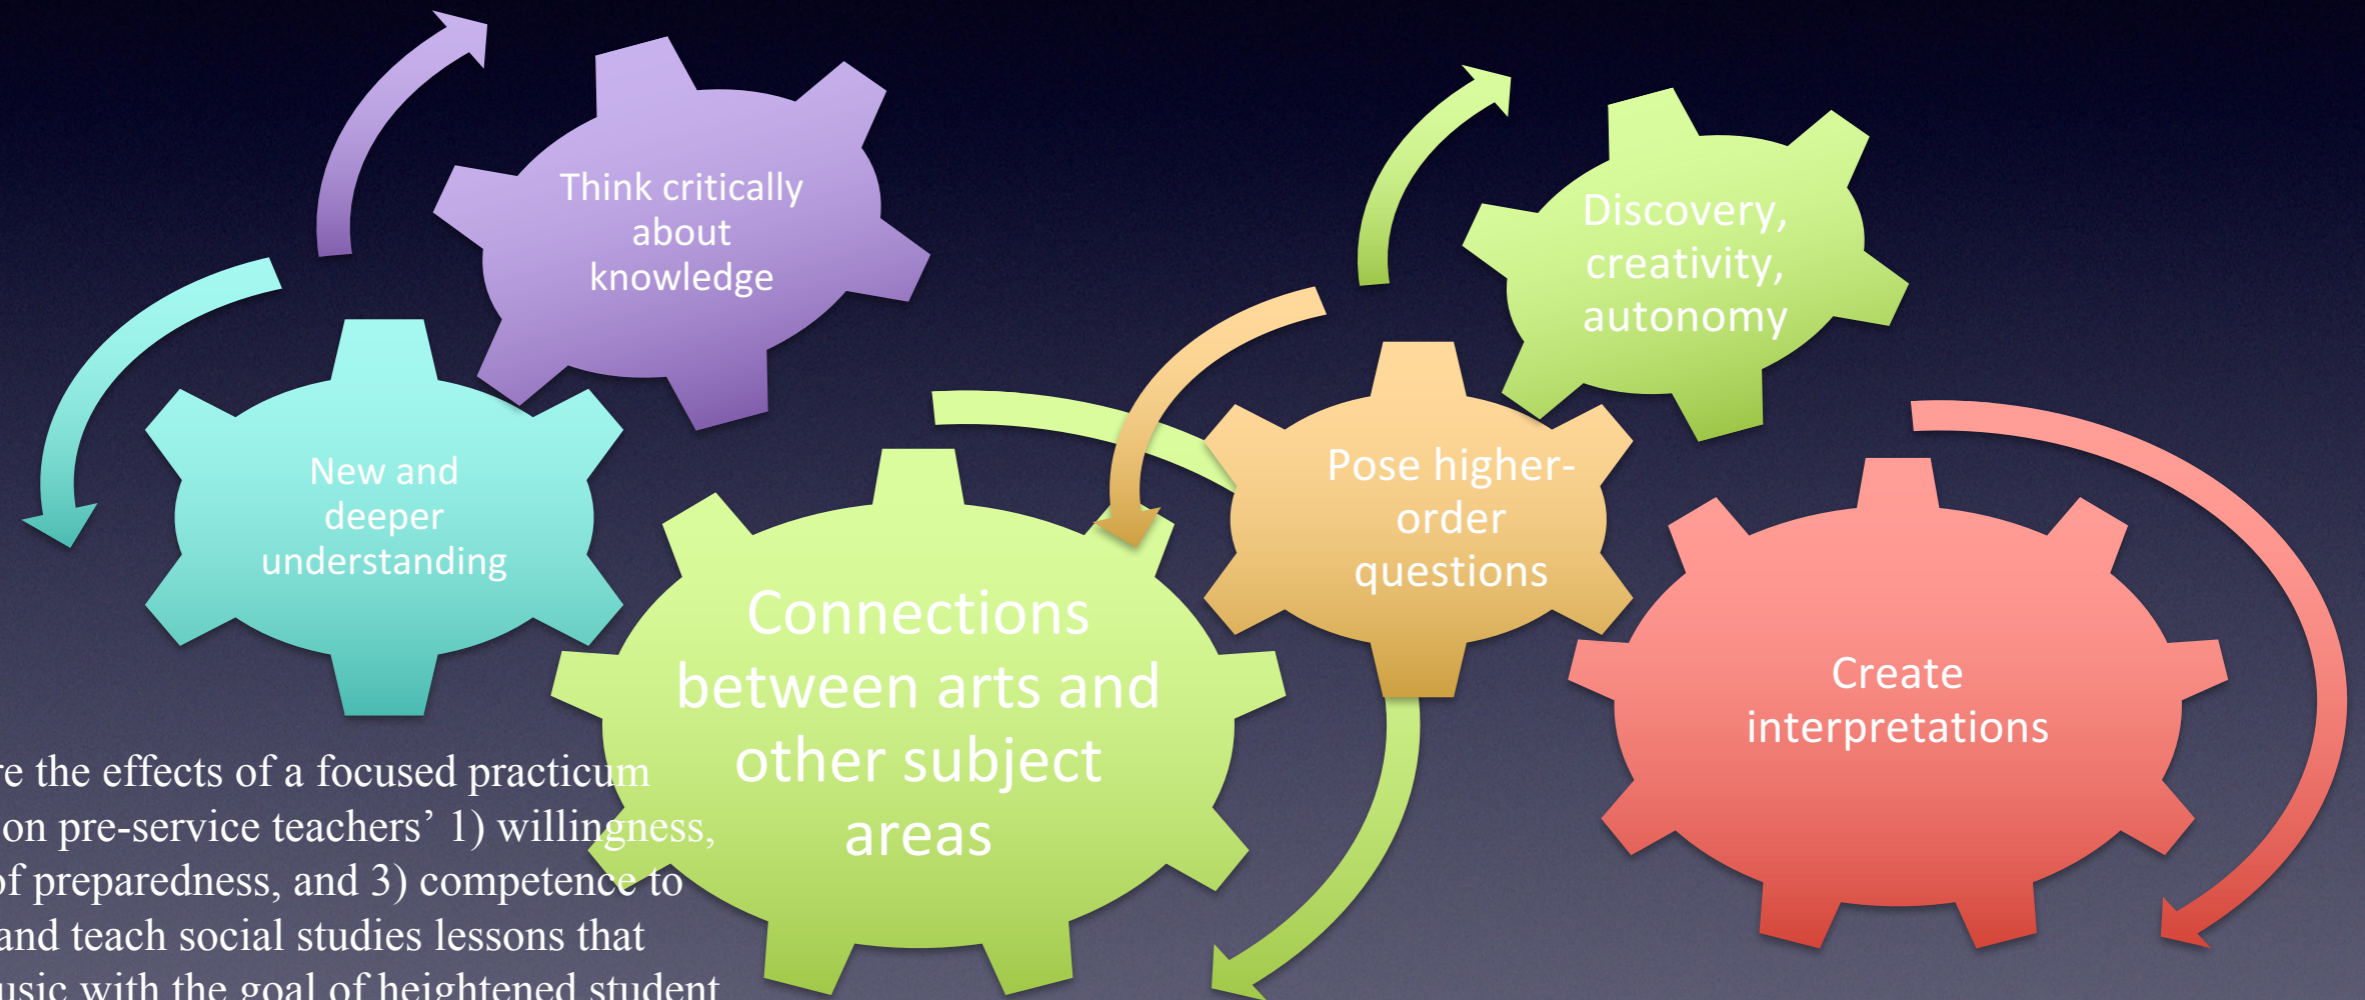 Think critically
about
knowledge
Discovery,
creativity,
autonomy
New and
deeper
understanding
Pose higher-
order
questions
Connections
between arts and
other subject
areas
Create
interpretations
re the effects of a focused practicum
on pre-service teachers’ 1) willingness,
of preparedness, and 3) competence to
and teach social studies lessons that
usic with the goal of heightened student